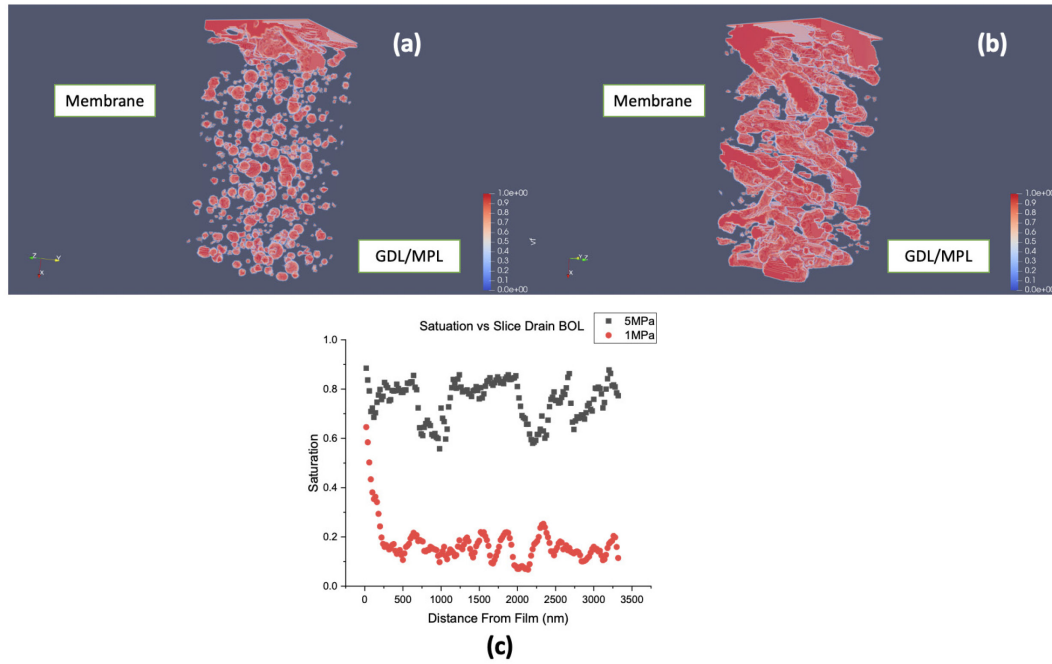 (a)
Membrane
GDL/MPL
1.0e+00
0.9
0.8
0.7
0.6
0.5
0.4
0.3
0.2
0.1
0.0e+00
Z
Y
X
(b)
Membrane
GDL/MPL
1.0e+00
0.9
0.8
0.7
0.6
0.5
0.4
0.3
0.2
0.1
0.0e+00
Y Z
X
Satuation vs Slice Drain BOL
5MPa
1MPa
1.0
0.8
0.6
0.4
0.2
0.0
Saturation
0 500 1000 1500 2000 2500 3000 3500
Distance From Film (nm)
(c)